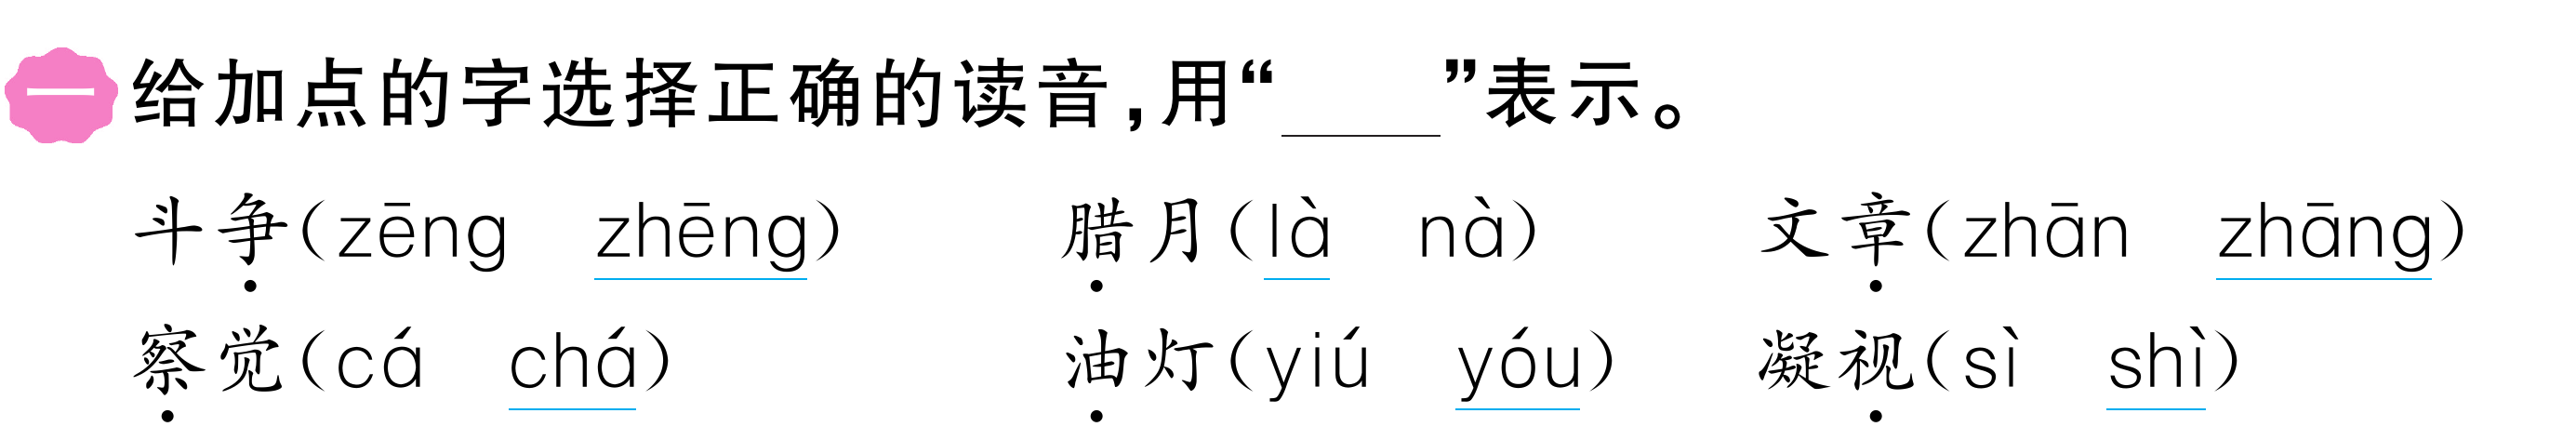 一 给加点的字选择正确的读音,用“____”表示。
斗争(zēng zhēng) 腊月(là nà) 文章(zhān zhāng)
察觉(cá chá) 油灯(yiú yóu) 凝视(sì shì)